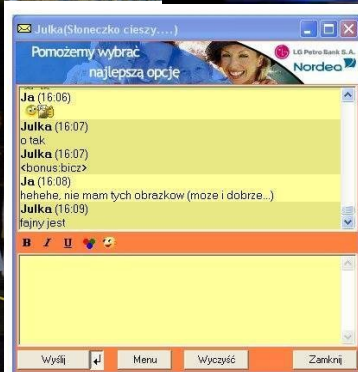 Julka(Słoneczko cieszy....)
Pomożemy wybrać
najlepszą opcję
LG Petro Bank S.A.
Nordea
Ja (16:06)
Julka (16:07)
o tak
Julka (16:07)
<bonus:bicz>
Ja (16:08)
hehehe, nie mam tych obrazkow (moze i dobrze...)
Julka (16:09)
fajny jest
B I U
Wyślij
Menu
Wyczyść
Zamknij